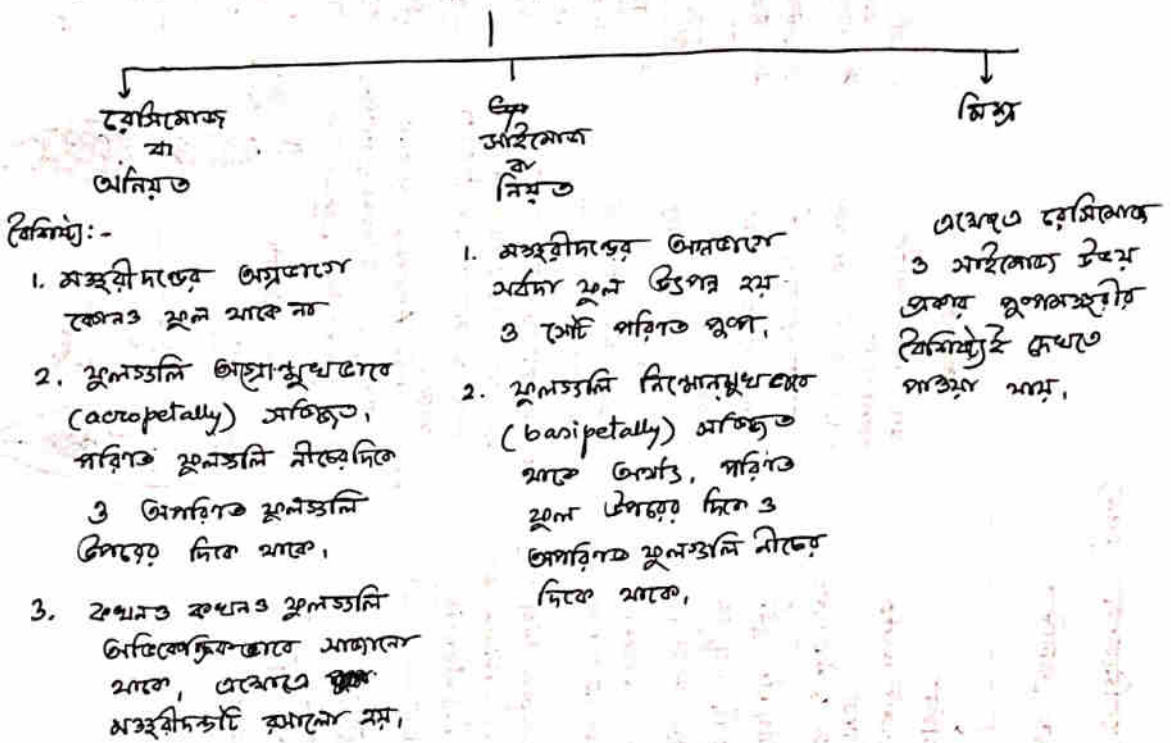 রেসিমোজ
বা
অনিয়ত
বৈশিষ্ট্য:-
1. মঞ্জরীদণ্ডের অগ্রভাগে
কোনও ফুল থাকে না
2. ফুলগুলি অগ্রোন্মুখভাবে
(acropetally) সজ্জিত,
পরিণত ফুলগুলি নীচের দিকে
ও অপরিণত ফুলগুলি
উপরের দিকে থাকে,
3. কখনও কখনও ফুলগুলি
অভিকেন্দ্রিকভাবে সাজানো
থাকে, এক্ষেত্রে
মঞ্জরীদন্ডটি রসালো হয়,
সাইমোজ
বা
নিয়ত
1. মঞ্জরীদণ্ডের অগ্রভাগে
সর্বদা ফুল উৎপন্ন হয়
ও সেটি পরিণত পুষ্প,
2. ফুলগুলি নিম্নোন্মুখ ভাবে
(basipetally) সজ্জিত
থাকে অর্থাৎ, পরিণত
ফুল উপরের দিকে ও
অপরিণত ফুলগুলি নীচের
দিকে থাকে,
মিশ্র
এক্ষেত্রে রেসিমোজ
ও সাইমোজ উভয়
প্রকার পুষ্পমঞ্জরীর
বৈশিষ্ট্যই দেখতে
পাওয়া যায়,